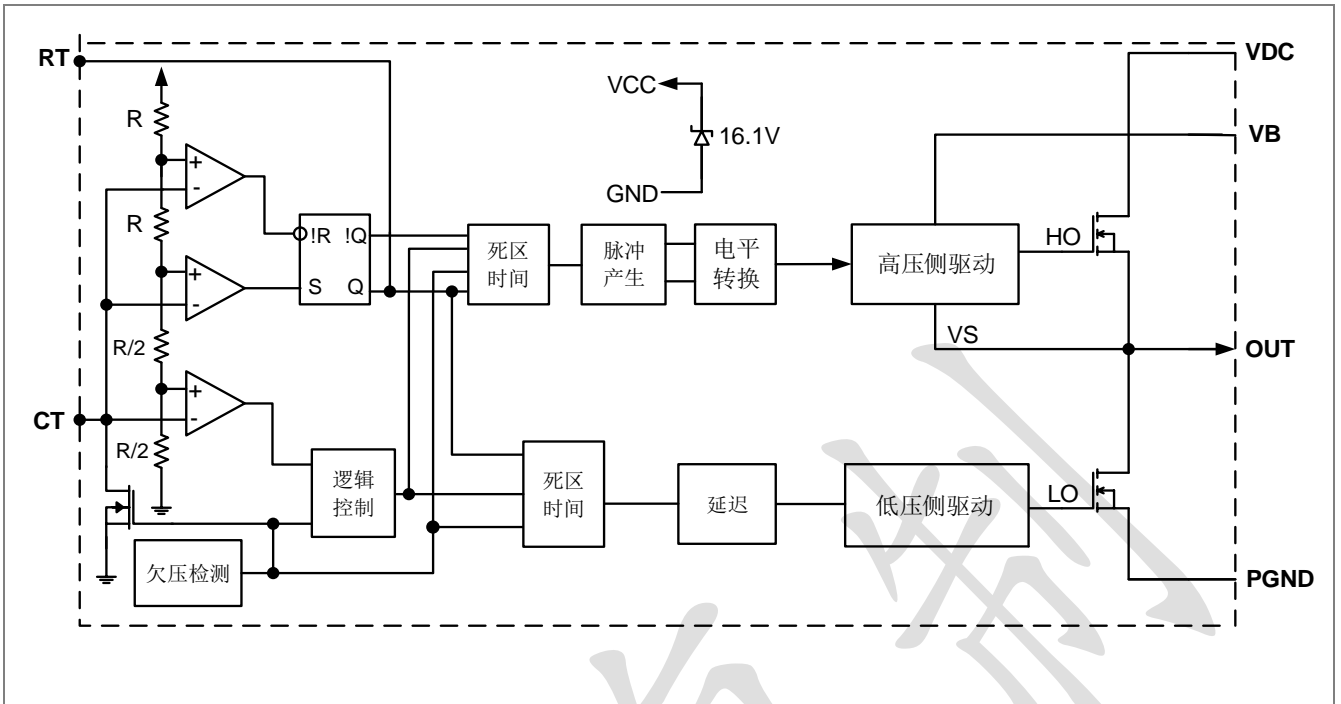 RT
VDC
VCC
VB
R
16.1V
GND
R
!R
!Q
S
Q
死区
时间
脉冲
产生
电平
转换
高压侧驱动
HO
VS
OUT
R/2
CT
R/2
逻辑
控制
死区
时间
延迟
低压侧驱动
LO
欠压检测
PGND